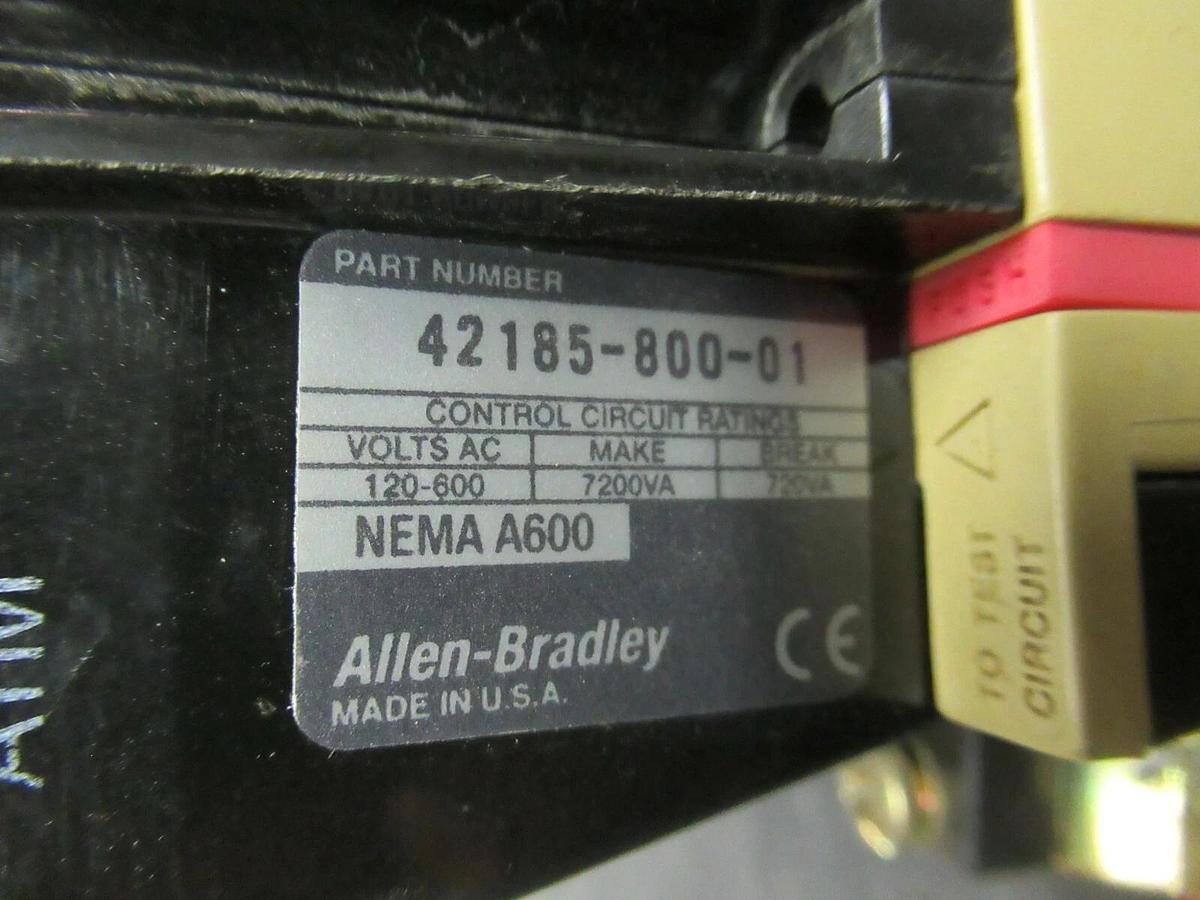 PART NUMBER
42185-800-01
CONTROL CIRCUIT RATINGS
VOLTS AC MAKE BREAK
120-600 7200VA 720VA
NEMA A600
Allen-Bradley
MADE IN U.S.A.
CE
TO TEST
CIRCUIT